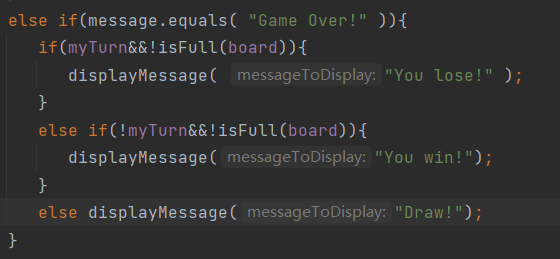 else if(message.equals( "Game Over!" )){
if(myTurn&&!isFull(board)){
displayMessage( messageToDisplay: "You lose!" );
}
else if(!myTurn&&!isFull(board)){
displayMessage( messageToDisplay: "You win!");
}
else displayMessage( messageToDisplay: "Draw!");
}